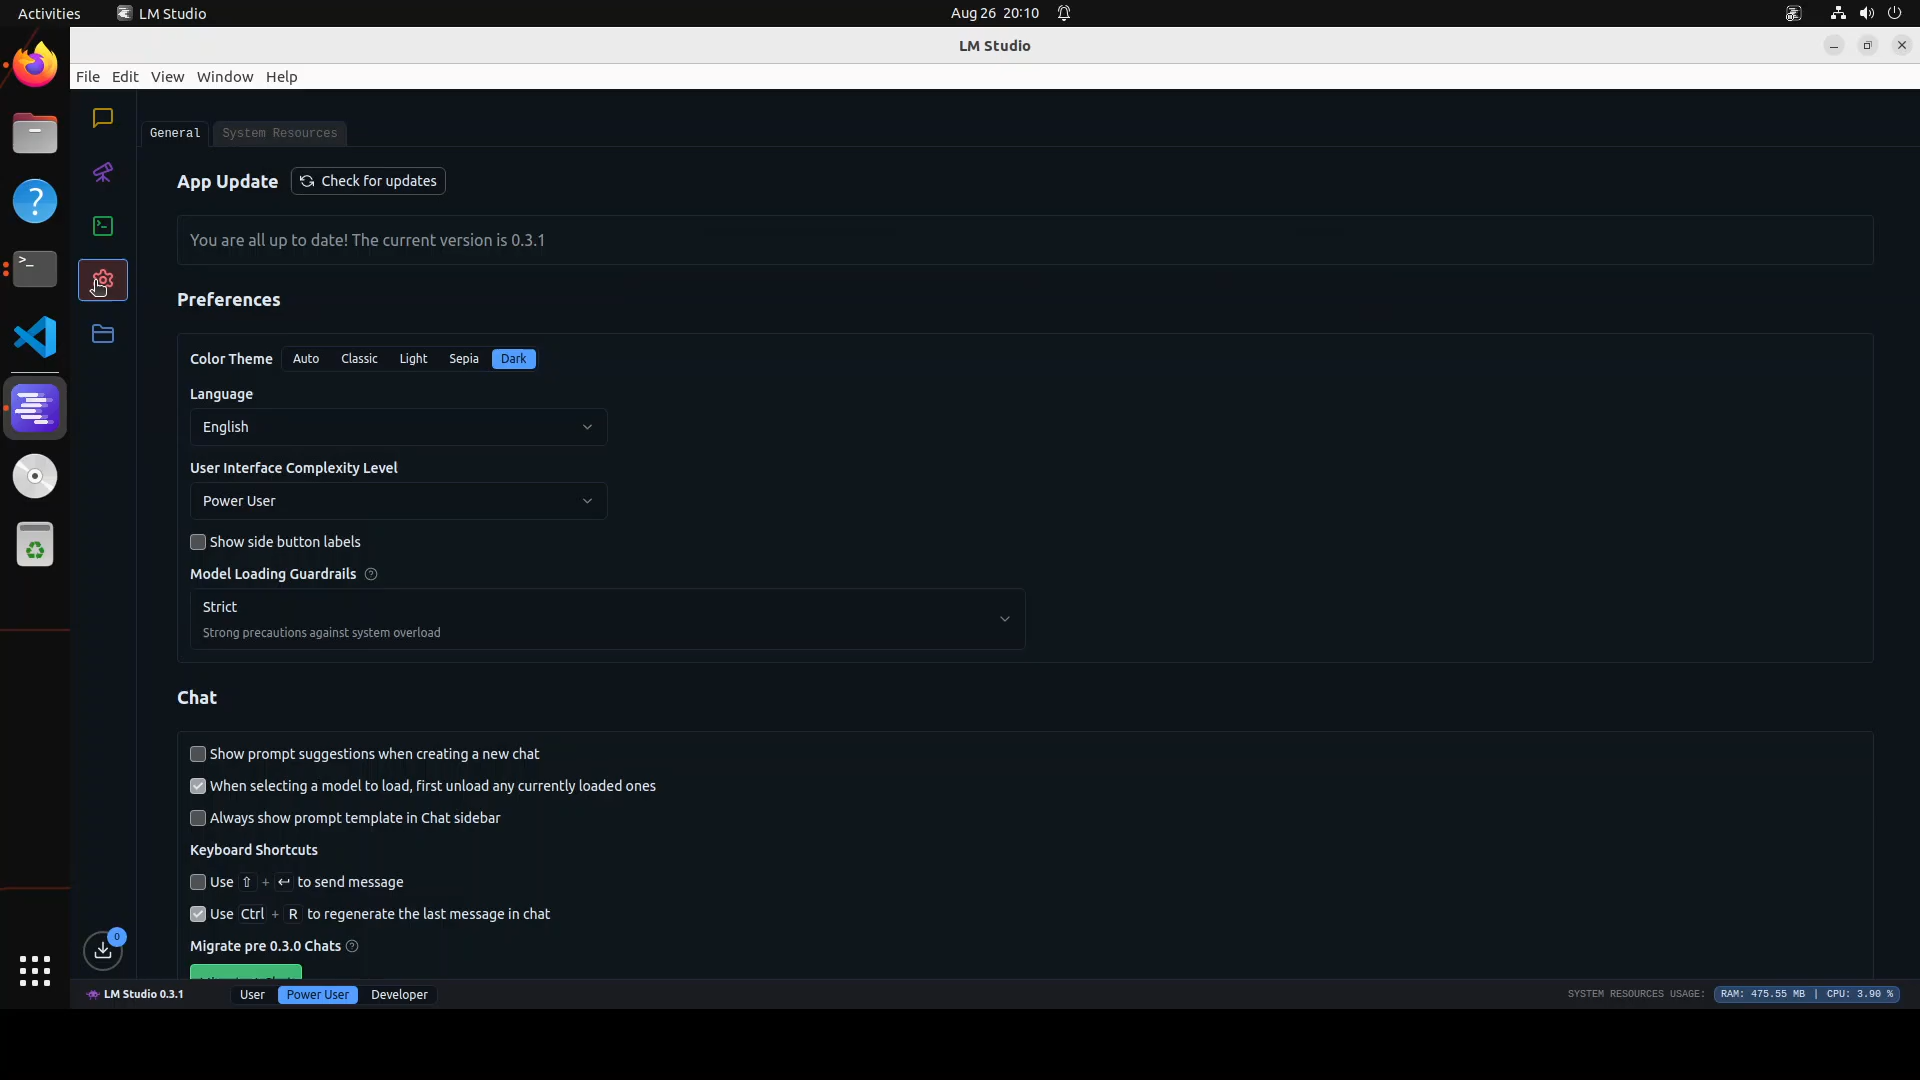 Activities
LM Studio
Aug 26 20:10
LM Studio
File Edit View Window Help
General
System Resources
App Update
Check for updates
You are all up to date! The current version is 0.3.1
Preferences
Color Theme Auto Classic Light Sepia Dark
Language
English
User Interface Complexity Level
Power User
Show side button labels
Model Loading Guardrails
Strict
Strong precautions against system overload
Chat
Show prompt suggestions when creating a new chat
When selecting a model to load, first unload any currently loaded ones
Always show prompt template in Chat sidebar
Keyboard Shortcuts
Use ⇧ + ↵ to send message
Use Ctrl + R to regenerate the last message in chat
Migrate pre 0.3.0 Chats
0
LM Studio 0.3.1
User Power User Developer
SYSTEM RESOURCES USAGE: RAM: 475.55 MB | CPU: 3.90 %